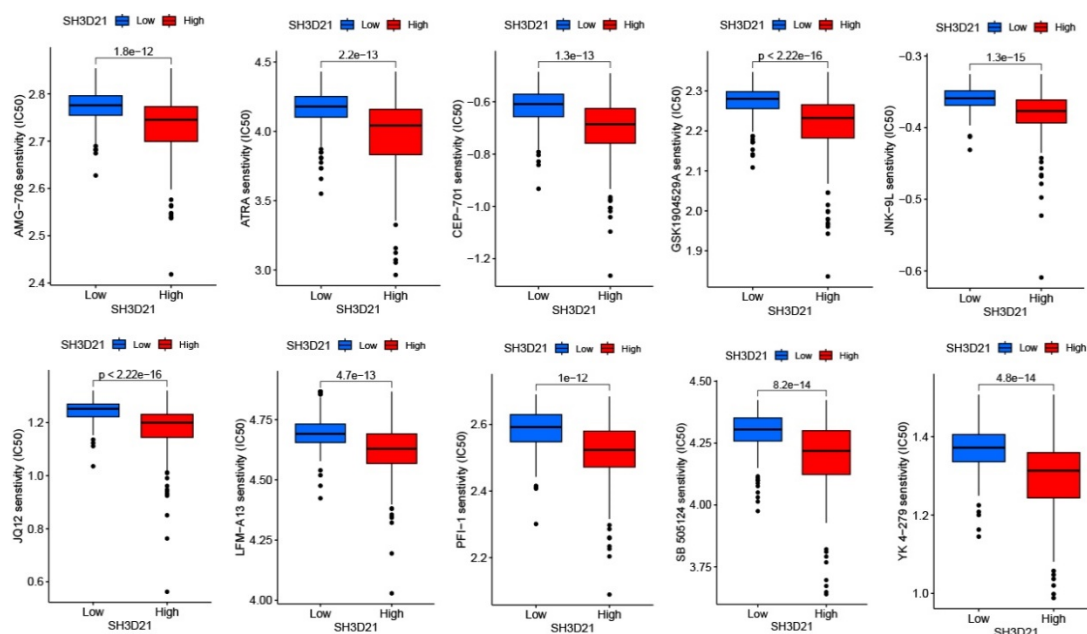 SH3D21 Low High
1.8e-12
AMG-706 senstivity (IC50)
2.8
2.7
2.6
2.5
2.4
Low High
SH3D21
SH3D21 Low High
2.2e-13
ATRA senstivity (IC50)
4.5
4.0
3.5
3.0
Low High
SH3D21
SH3D21 Low High
1.3e-13
CEP-701 senstivity (IC50)
-0.6
-0.8
-1.0
-1.2
Low High
SH3D21
SH3D21 Low High
p < 2.22e-16
GSK1904529A senstivity (IC50)
2.3
2.2
2.1
2.0
1.9
Low High
SH3D21
SH3D21 Low High
1.3e-15
JNK-9L senstivity (IC50)
-0.3
-0.4
-0.5
-0.6
Low High
SH3D21
SH3D21 Low High
p < 2.22e-16
JQ12 senstivity (IC50)
1.2
1.0
0.8
0.6
Low High
SH3D21
SH3D21 Low High
4.7e-13
LFM-A13 senstivity (IC50)
4.75
4.50
4.25
4.00
Low High
SH3D21
SH3D21 Low High
1e-12
PFI-1 senstivity (IC50)
2.6
2.4
2.2
Low High
SH3D21
SH3D21 Low High
8.2e-14
SB 505124 senstivity (IC50)
4.50
4.25
4.00
3.75
Low High
SH3D21
SH3D21 Low High
4.8e-14
YK 4-279 senstivity (IC50)
1.4
1.2
1.0
Low High
SH3D21